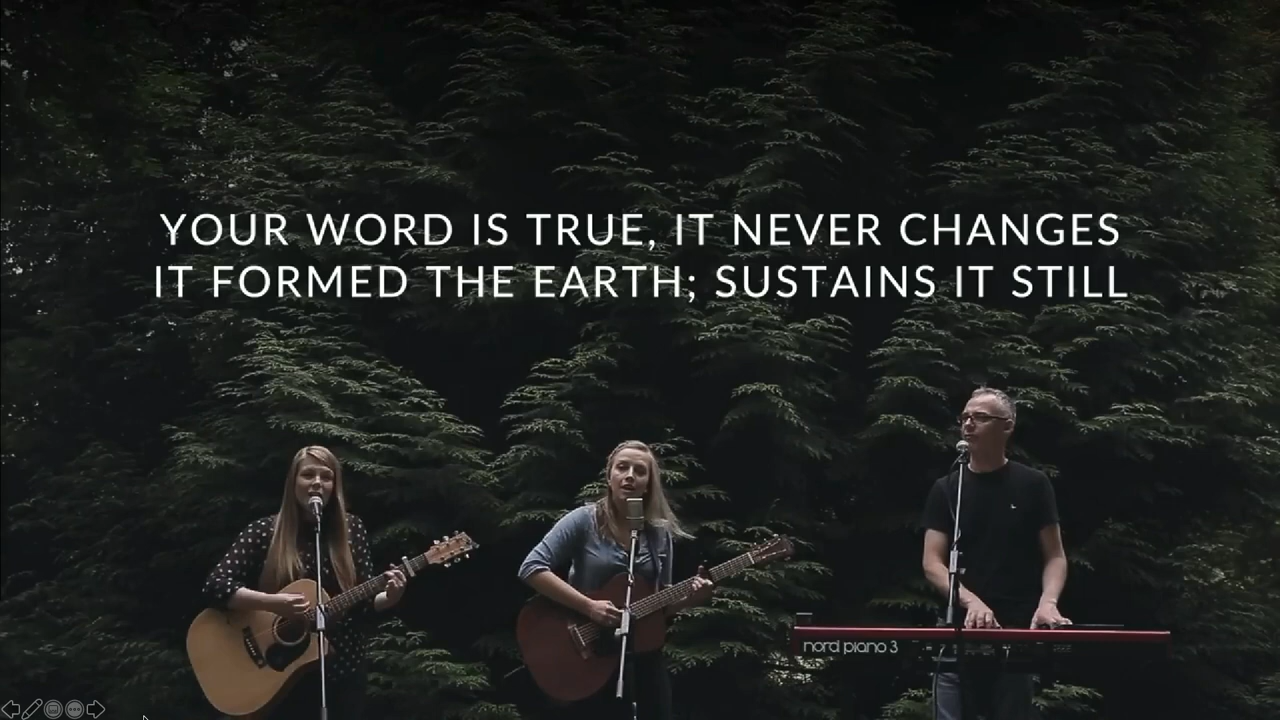 YOUR WORD IS TRUE, IT NEVER CHANGES
IT FORMED THE EARTH; SUSTAINS IT STILL
nord piano 3